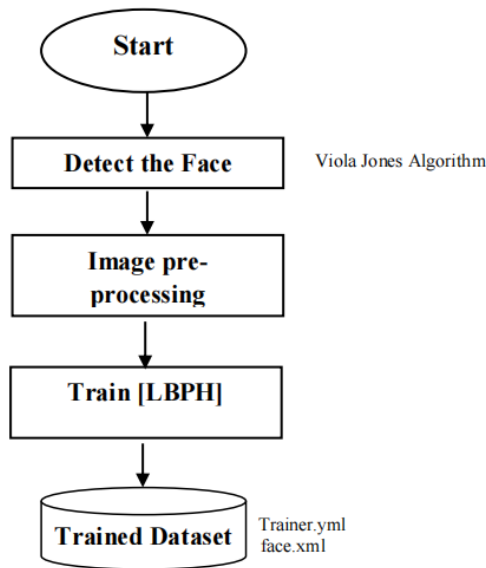 Start
Detect the Face
Viola Jones Algorithm
Image pre-
processing
Train [LBPH]
Trained Dataset
Trainer.yml
face.xml